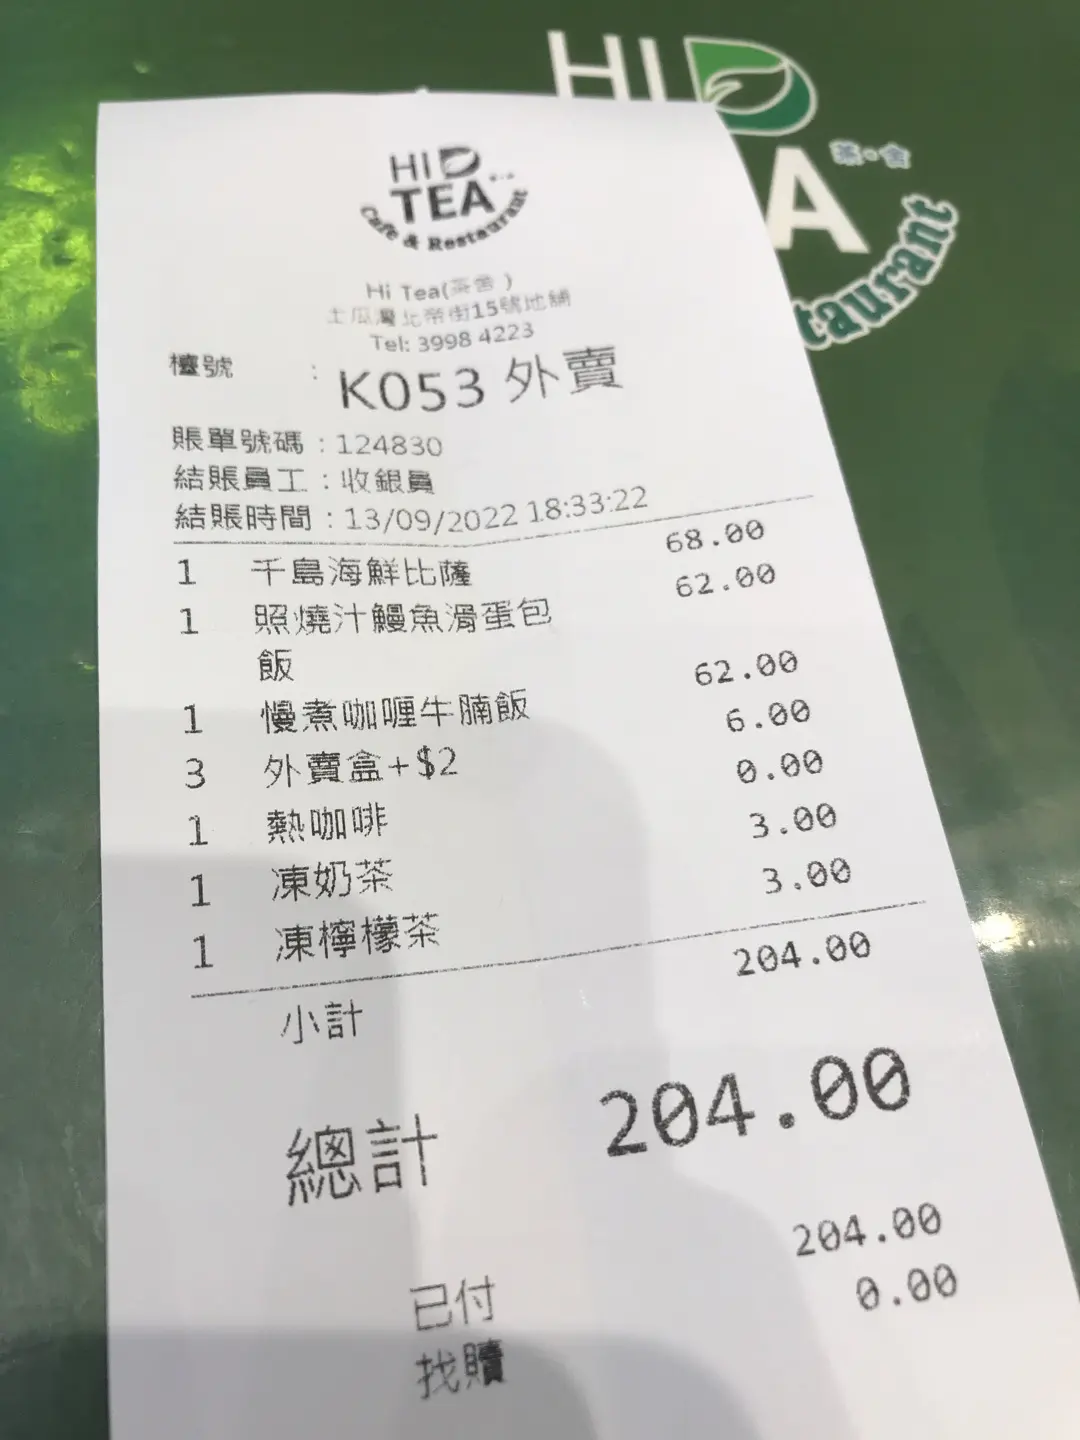 HI
茶·舍
A
taurant
HI
TEA
Cafe & Restaurant
Hi Tea(茶舍)
土瓜灣北帝街15號地舖
Tel: 3998 4223
檯號 : K053 外賣
賬單號碼 : 124830
結賬員工 : 收銀員
結賬時間 : 13/09/2022 18:33:22
1 千島海鮮比薩 68.00
1 照燒汁鰻魚滑蛋包 62.00
飯
1 慢煮咖喱牛腩飯 62.00
3 外賣盒+$2 6.00
1 熱咖啡 0.00
1 凍奶茶 3.00
1 凍檸檬茶 3.00
小計 204.00
總計 204.00
已付 204.00
找贖 0.00